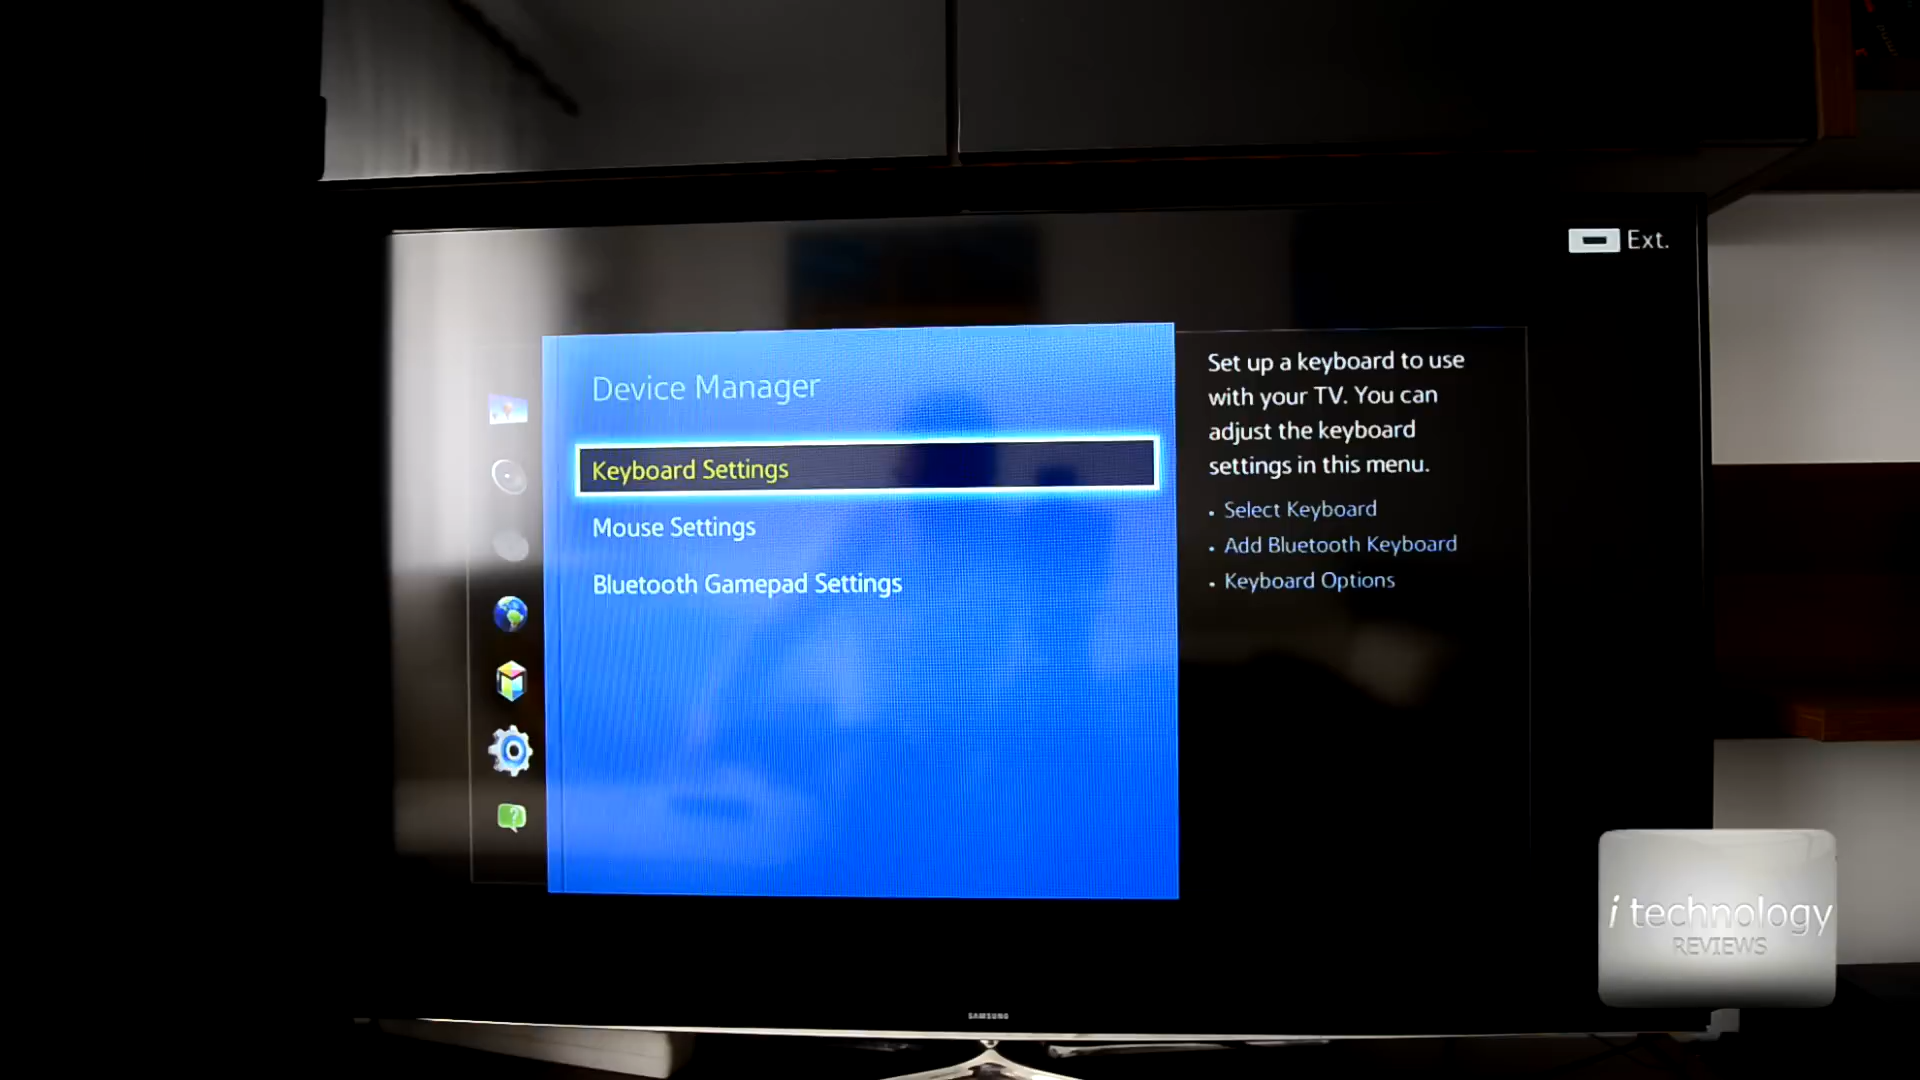 Ext.
Device Manager
Keyboard Settings
Mouse Settings
Bluetooth Gamepad Settings
Set up a keyboard to use
with your TV. You can
adjust the keyboard
settings in this menu.
• Select Keyboard
• Add Bluetooth Keyboard
• Keyboard Options
?
i technology
REVIEWS
SAMSUNG